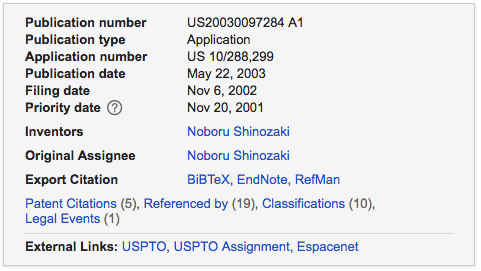 Publication number US20030097284 A1
Publication type Application
Application number US 10/288,299
Publication date May 22, 2003
Filing date Nov 6, 2002
Priority date ? Nov 20, 2001
Inventors Noboru Shinozaki
Original Assignee Noboru Shinozaki
Export Citation BiBTeX, EndNote, RefMan
Patent Citations (5), Referenced by (19), Classifications (10),
Legal Events (1)
External Links: USPTO, USPTO Assignment, Espacenet